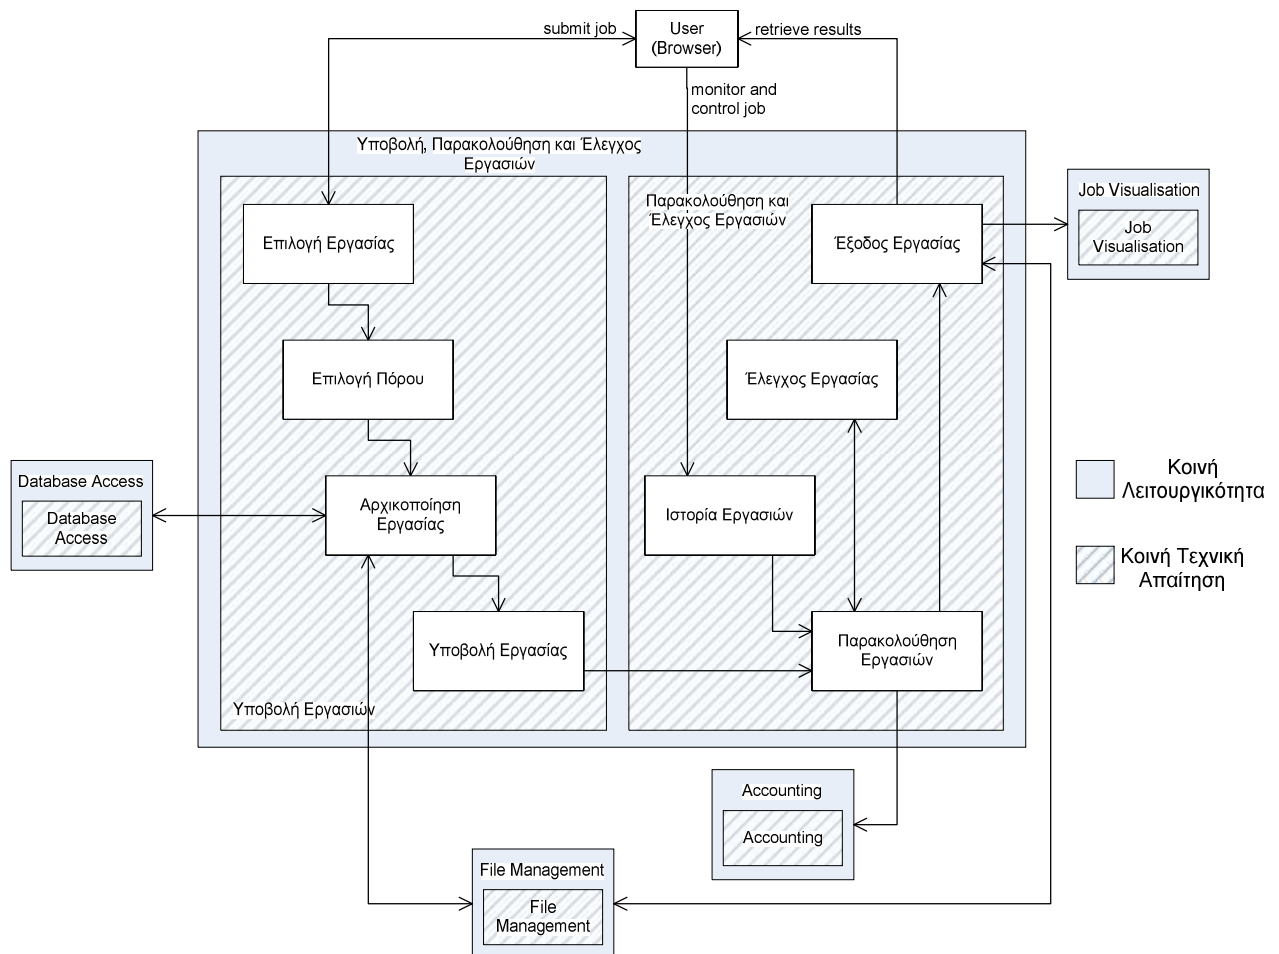 submit job
User
(Browser)
retrieve results
monitor and
control job
Υποβολή, Παρακολούθηση και Έλεγχος
Εργασιών
Παρακολούθηση και
Έλεγχος Εργασιών
Job Visualisation
Job
Visualisation
Επιλογή Εργασίας
Έξοδος Εργασίας
Επιλογή Πόρου
Έλεγχος Εργασίας
Database Access
Database
Access
Αρχικοποίηση
Εργασίας
Ιστορία Εργασιών
Κοινή
Λειτουργικότητα
Κοινή Τεχνική
Απαίτηση
Υποβολή Εργασίας
Παρακολούθηση
Εργασιών
Υποβολή Εργασιών
Accounting
Accounting
File Management
File
Management